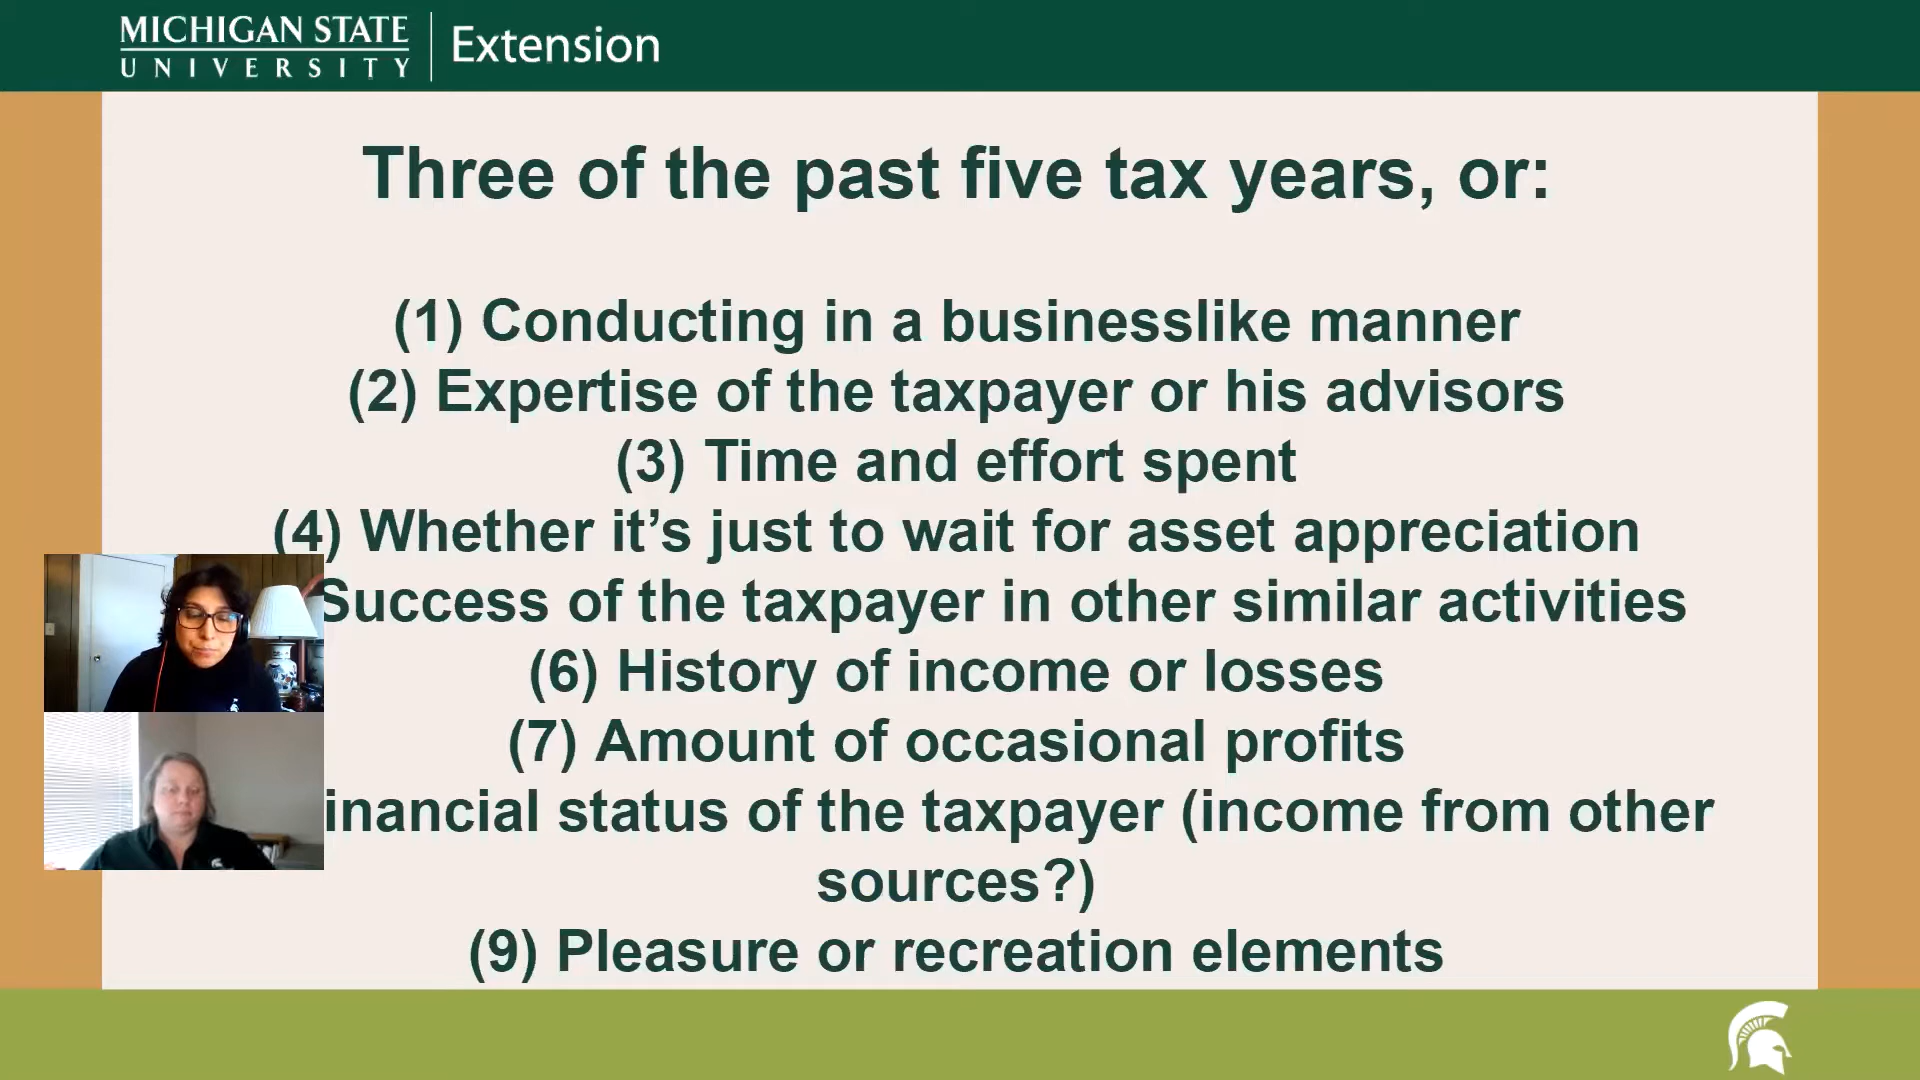 MICHIGAN STATE
UNIVERSITY
Extension
Three of the past five tax years, or:
(1) Conducting in a businesslike manner
(2) Expertise of the taxpayer or his advisors
(3) Time and effort spent
(4) Whether it’s just to wait for asset appreciation
Success of the taxpayer in other similar activities
(6) History of income or losses
(7) Amount of occasional profits
inancial status of the taxpayer (income from other
sources?)
(9) Pleasure or recreation elements